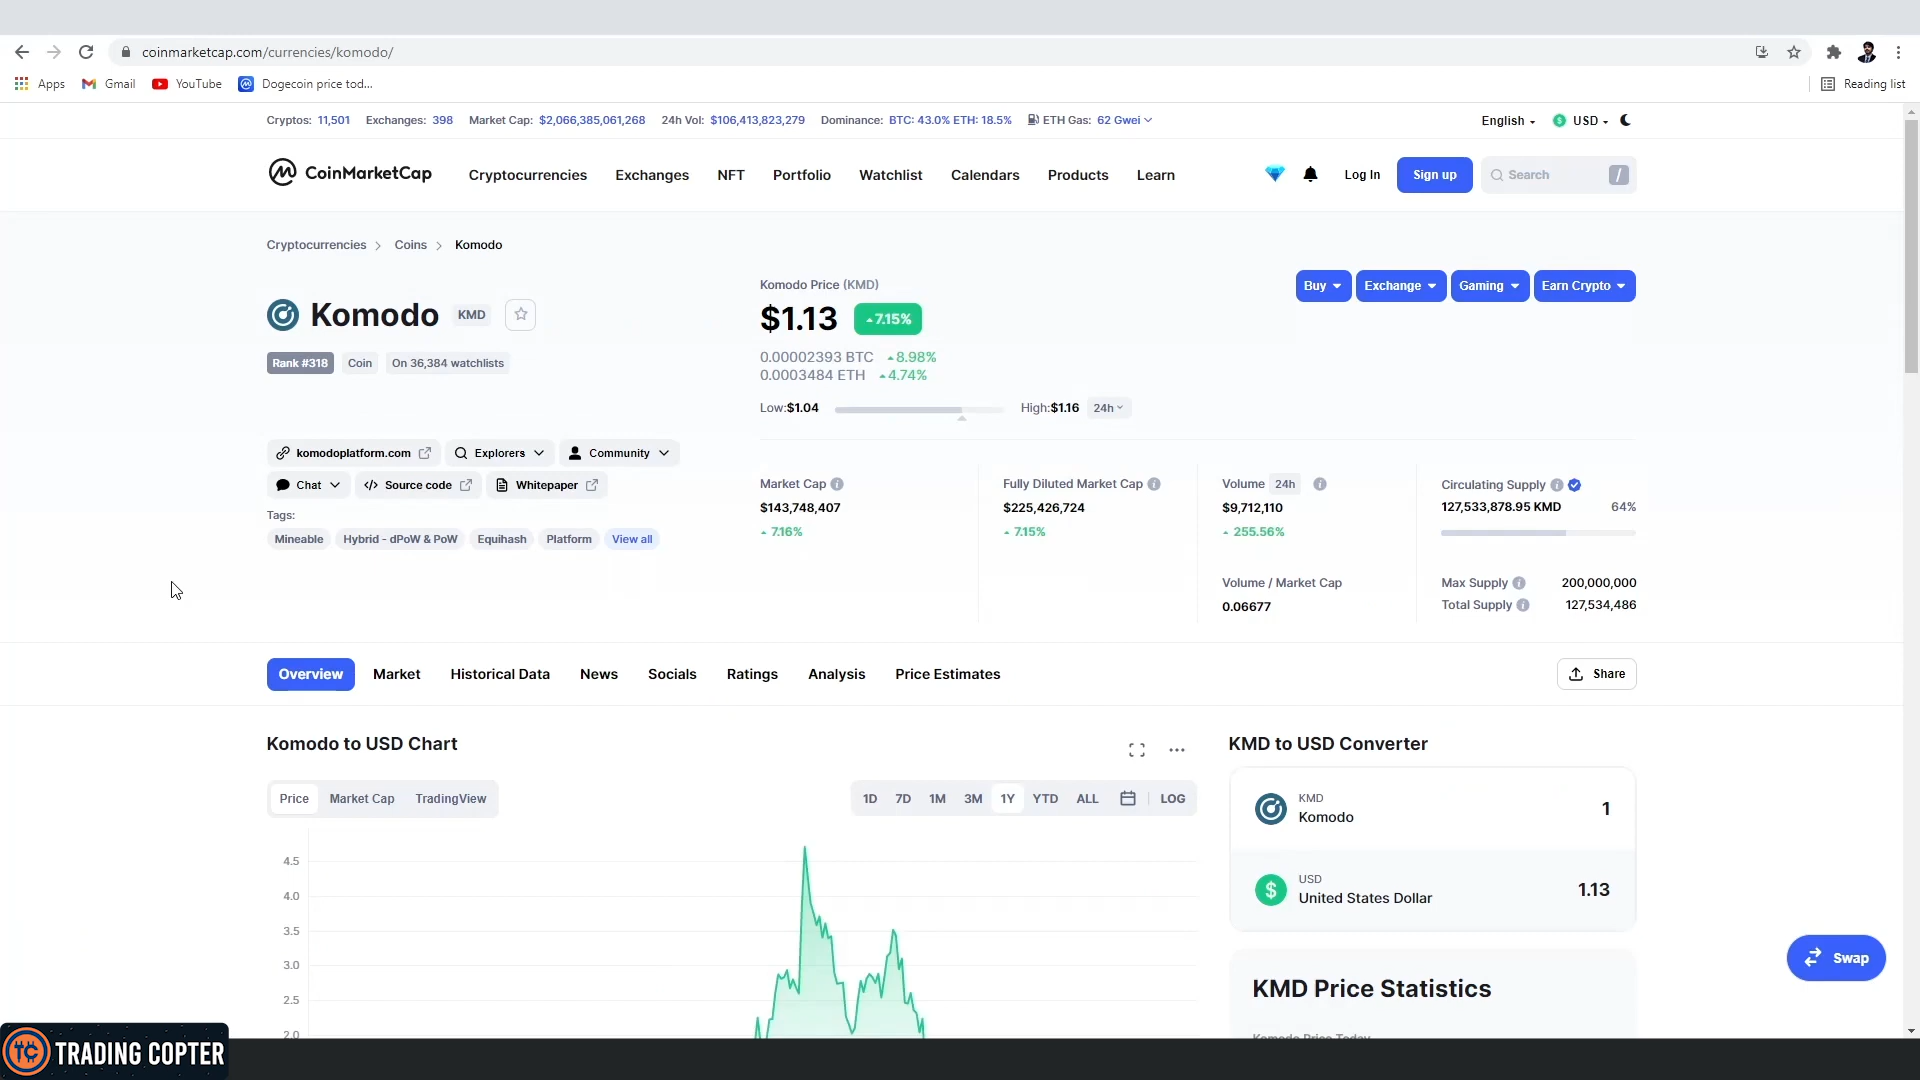 coinmarketcap.com/currencies/komodo/
Apps Gmail YouTube Dogecoin price tod... Reading list
Cryptos: 11,501 Exchanges: 398 Market Cap: $2,066,385,061,268 24h Vol: $106,413,823,279 Dominance: BTC: 43.0% ETH: 18.5% ETH Gas: 62 Gwei English USD
CoinMarketCap Cryptocurrencies Exchanges NFT Portfolio Watchlist Calendars Products Learn Log In Sign up Search /
Cryptocurrencies > Coins > Komodo
Komodo KMD
Rank #318 Coin On 36,384 watchlists
komodoplatform.com Explorers Community
Chat </> Source code Whitepaper
Tags:
Mineable Hybrid - dPoW & PoW Equihash Platform View all
Komodo Price (KMD)
$1.13 7.15%
0.00002393 BTC 8.98%
0.0003484 ETH 4.74%
Low:$1.04 High:$1.16 24h
Buy Exchange Gaming Earn Crypto
Market Cap
$143,748,407
7.16%
Fully Diluted Market Cap
$225,426,724
7.15%
Volume 24h
$9,712,110
255.56%
Volume / Market Cap
0.06677
Circulating Supply
127,533,878.95 KMD 64%
Max Supply 200,000,000
Total Supply 127,534,486
Overview Market Historical Data News Socials Ratings Analysis Price Estimates Share
Komodo to USD Chart
Price Market Cap TradingView 1D 7D 1M 3M 1Y YTD ALL LOG
4.5
4.0
3.5
3.0
2.5
2.0
KMD to USD Converter
KMD
Komodo 1
$ USD
United States Dollar 1.13
Swap
KMD Price Statistics
Komodo Price Today
TC TRADING COPTER